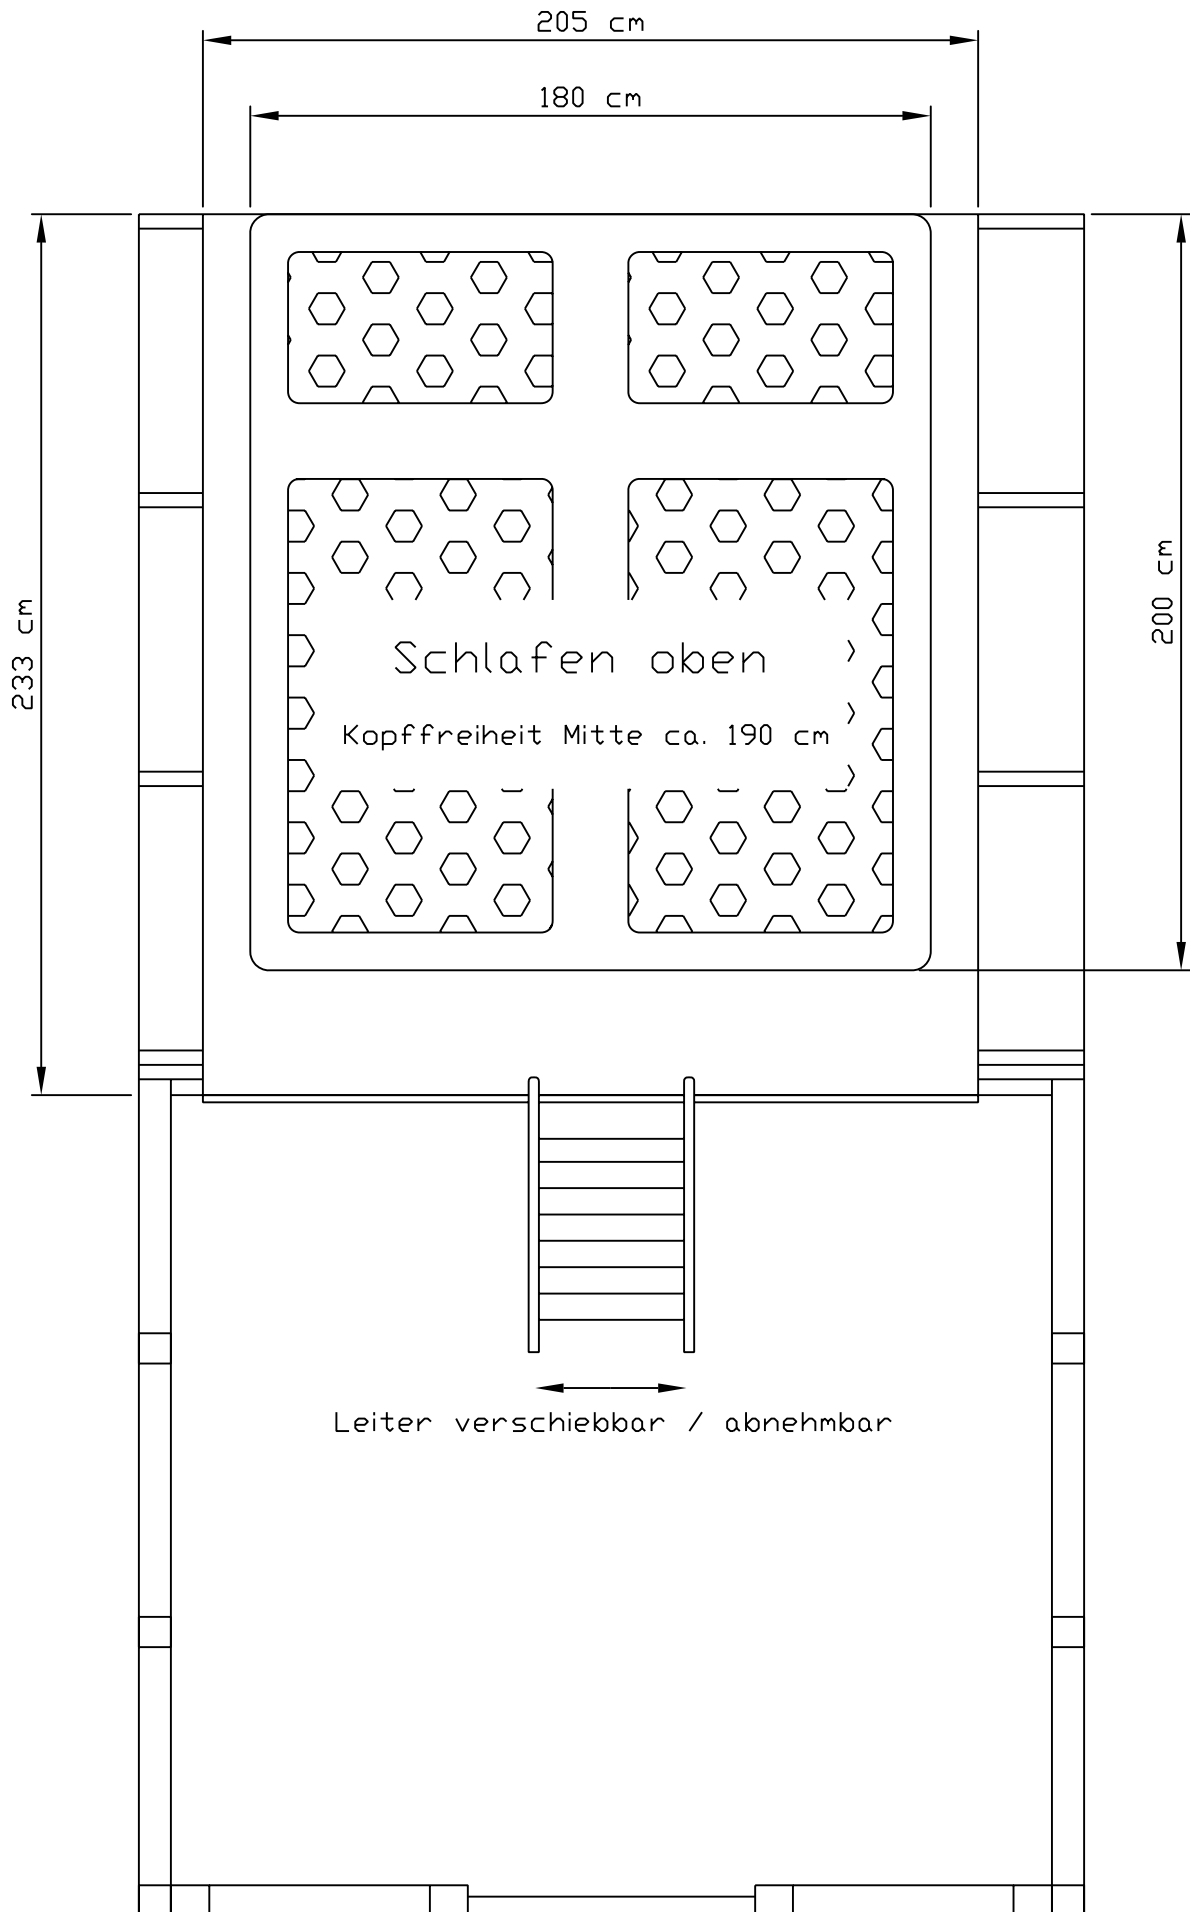 205 cm
180 cm
233 cm
200 cm
Schlafen oben
Kopffreiheit Mitte ca. 190 cm
Leiter verschiebbar / abnehmbar